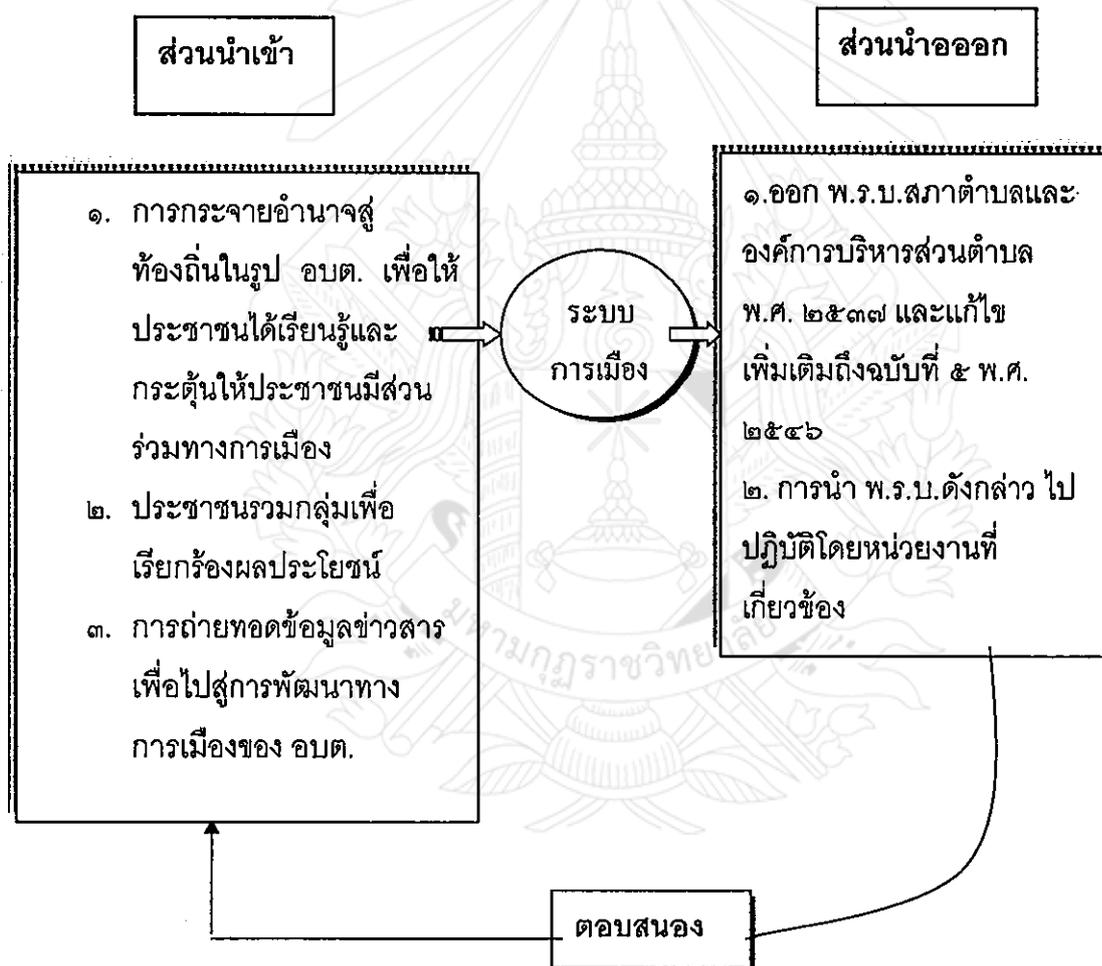 ส่วนนำเข้า
ส่วนนำอออก
๑. การกระจายอำนาจสู่
ท้องถิ่นในรูป อบต. เพื่อให้
ประชาชนได้เรียนรู้และ
กระตุ้นให้ประชาชนมีส่วน
ร่วมทางการเมือง
๒. ประชาชนรวมกลุ่มเพื่อ
เรียกร้องผลประโยชน์
๓. การถ่ายทอดข้อมูลข่าวสาร
เพื่อไปสู่การพัฒนาทาง
การเมืองของ อบต.
ระบบ
การเมือง
๑.ออก พ.ร.บ.สภาตำบลและ
องค์การบริหารส่วนตำบล
พ.ศ. ๒๕๓๗ และแก้ไข
เพิ่มเติมถึงฉบับที่ ๕ พ.ศ.
๒๕๔๖
๒. การนำ พ.ร.บ.ดังกล่าว ไป
ปฏิบัติโดยหน่วยงานที่
เกี่ยวข้อง
ตอบสนอง
มหามกุฏราชวิทยาลัย